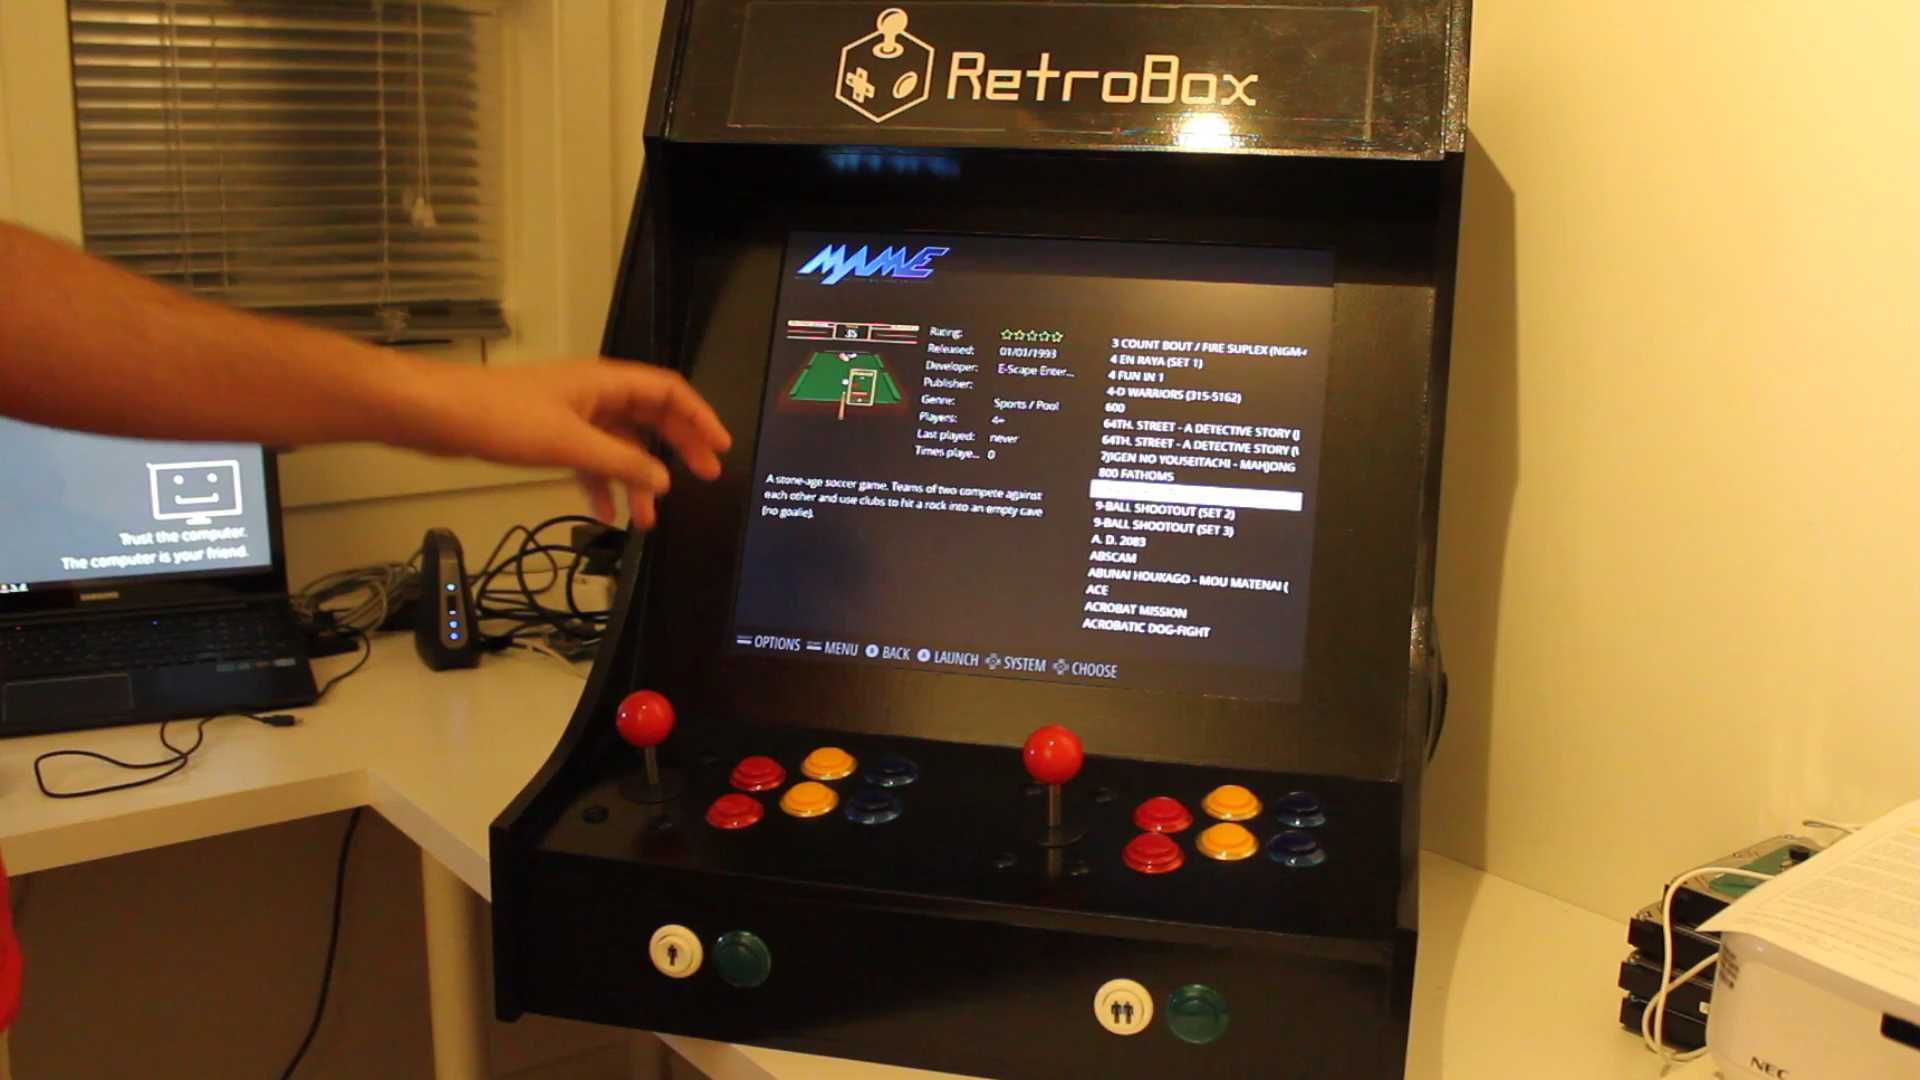 RetroBox
MAME
35
Rating:
Released: 01/01/1993
Developer: E-Scape Enter...
Publisher:
Genre: Sports / Pool
Players: 4+
Last played: never
Times playe... 0
A stone-age soccer game. Teams of two compete against
each other and use clubs to hit a rock into an empty cave
(no goalie).
3 COUNT BOUT / FIRE SUPLEX (NGM-
4 EN RAYA (SET 1)
4 FUN IN 1
4-D WARRIORS (315-5162)
600
64TH. STREET - A DETECTIVE STORY (J
64TH. STREET - A DETECTIVE STORY (
7JIGEN NO YOUSEITACHI - MAHJONG
800 FATHOMS
9-BALL SHOOTOUT (SET 2)
9-BALL SHOOTOUT (SET 3)
A. D. 2083
ABSCAM
ABUNAI HOUKAGO - MOU MATENAI (
ACE
ACROBAT MISSION
ACROBATIC DOG-FIGHT
OPTIONS MENU B BACK A LAUNCH SYSTEM CHOOSE
Trust the computer.
The computer is your friend.
SAMSUNG
NEC